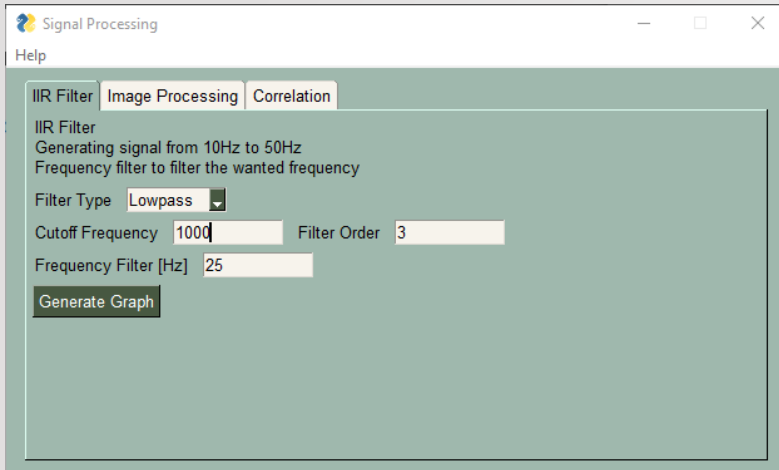 Signal Processing
Help
IIR Filter Image Processing Correlation
IIR Filter
Generating signal from 10Hz to 50Hz
Frequency filter to filter the wanted frequency
Filter Type Lowpass
Cutoff Frequency 1000 Filter Order 3
Frequency Filter [Hz] 25
Generate Graph